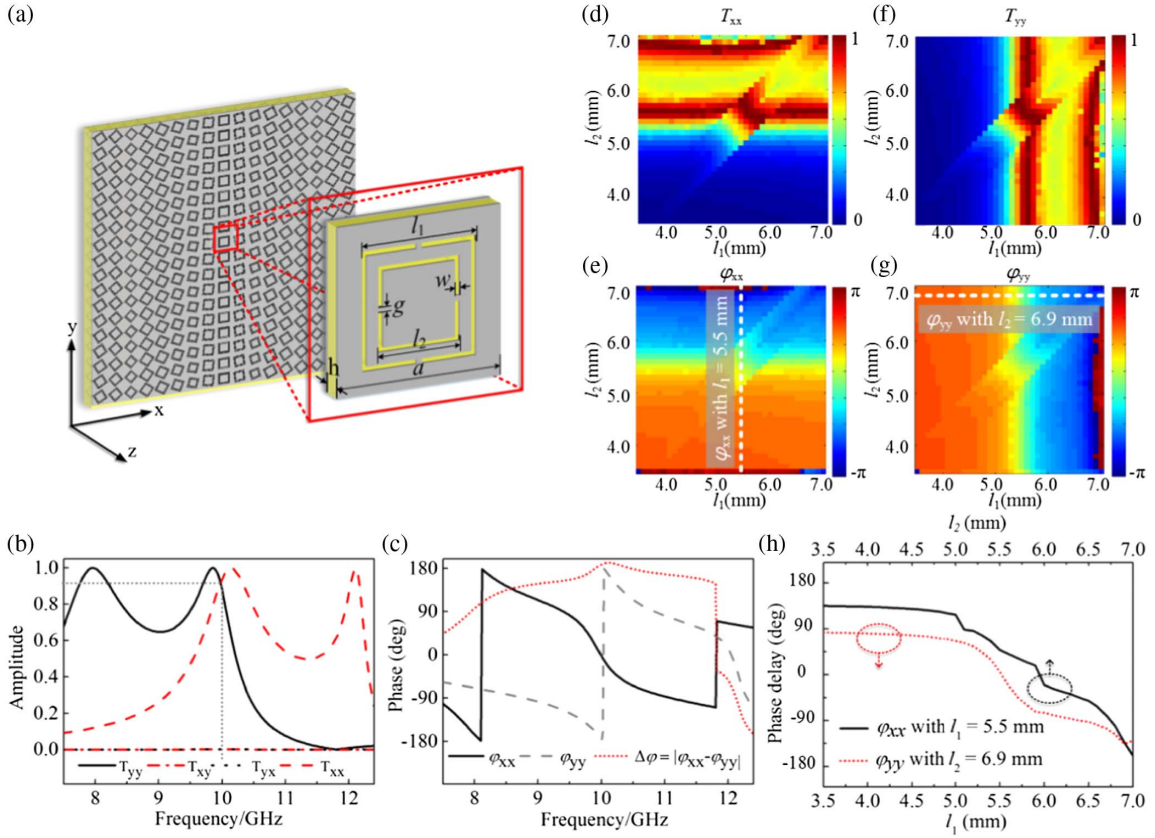 (a)
l₁
w
g
l₂
h
a
y
x
z
(d)
Txx
7.0
6.0
5.0
4.0
l₂(mm)
1
0
4.0
5.0
6.0
7.0
l₁(mm)
(f)
Tyy
7.0
6.0
5.0
4.0
l₂(mm)
1
0
4.0
5.0
6.0
7.0
l₁(mm)
(e)
φxx
7.0
6.0
5.0
4.0
l₂(mm)
φxx with l₁ = 5.5 mm
π
-π
4.0
5.0
6.0
7.0
l₁(mm)
(g)
φyy
7.0
6.0
5.0
4.0
l₂(mm)
φyy with l₂ = 6.9 mm
π
-π
4.0
5.0
6.0
7.0
l₁(mm)
(b)
Amplitude
1.0
0.8
0.6
0.4
0.2
0.0
Tyy Txy Tyx Txx
8 9 10 11 12
Frequency/GHz
(c)
Phase (deg)
180
90
0
-90
-180
φxx φyy Δφ = |φxx-φyy|
8 9 10 11 12
Frequency/GHz
(h)
l₂ (mm)
3.5 4.0 4.5 5.0 5.5 6.0 6.5 7.0
Phase delay (deg)
180
90
0
-90
-180
φxx with l₁ = 5.5 mm
φyy with l₂ = 6.9 mm
3.5 4.0 4.5 5.0 5.5 6.0 6.5 7.0
l₁ (mm)